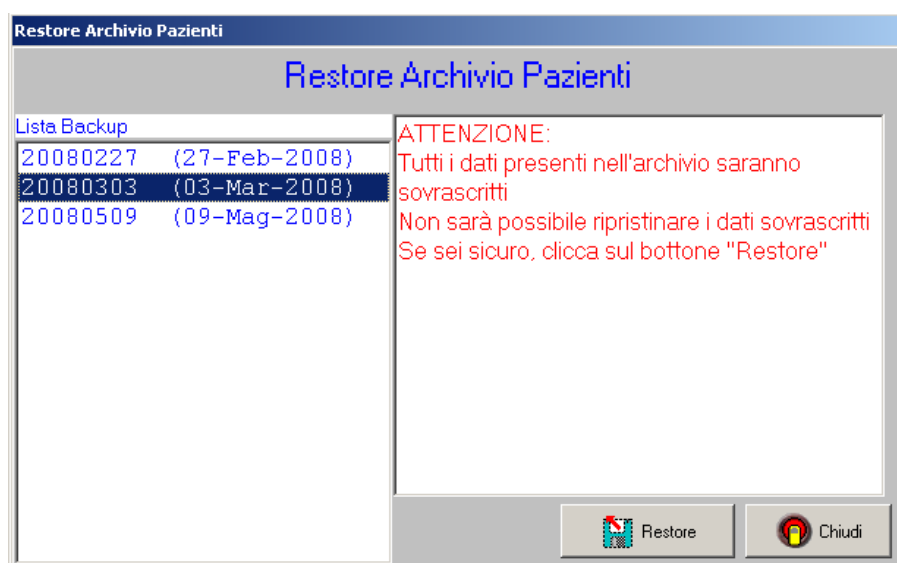 Restore Archivio Pazienti
Restore Archivio Pazienti
Lista Backup
20080227 (27-Feb-2008)
20080303 (03-Mar-2008)
20080509 (09-Mag-2008)
ATTENZIONE:
Tutti i dati presenti nell'archivio saranno
sovrascritti
Non sarà possibile ripristinare i dati sovrascritti
Se sei sicuro, clicca sul bottone "Restore"
Restore
Chiudi